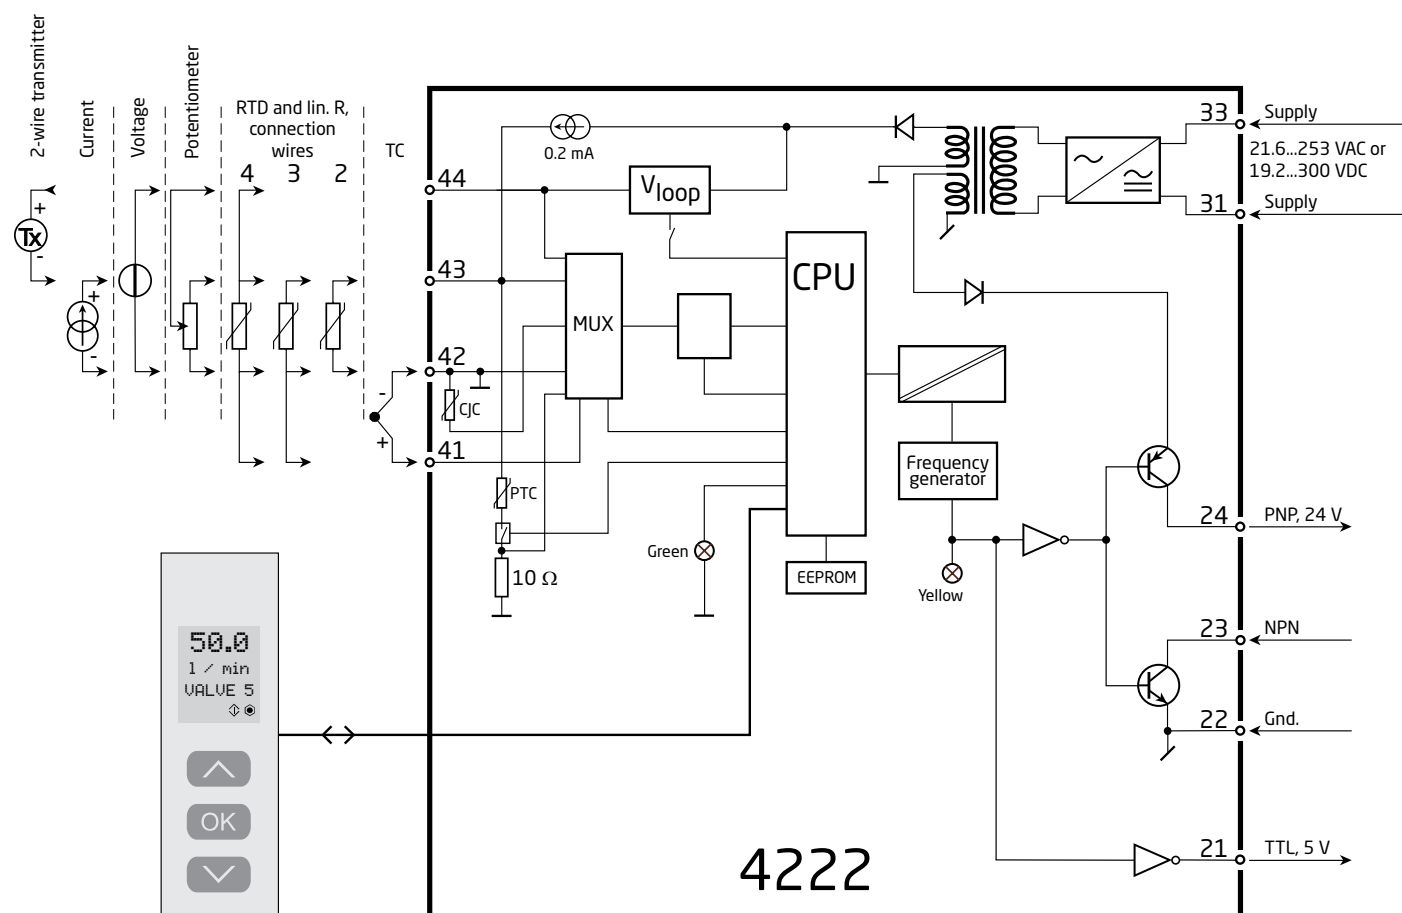 2-wire transmitter
Current
Voltage
Potentiometer
RTD and lin. R,
connection
wires
4 3 2
TC
+
Tx
-
+
-
-
+
44
43
42
41
0.2 mA
Vloop
MUX
CPU
CJC
PTC
10 Ω
Green
EEPROM
Frequency
generator
Yellow
33
Supply
21.6...253 VAC or
19.2...300 VDC
31
Supply
24
PNP, 24 V
23
NPN
22
Gnd.
21
TTL, 5 V
50.0
l / min
VALVE 5
OK
4222